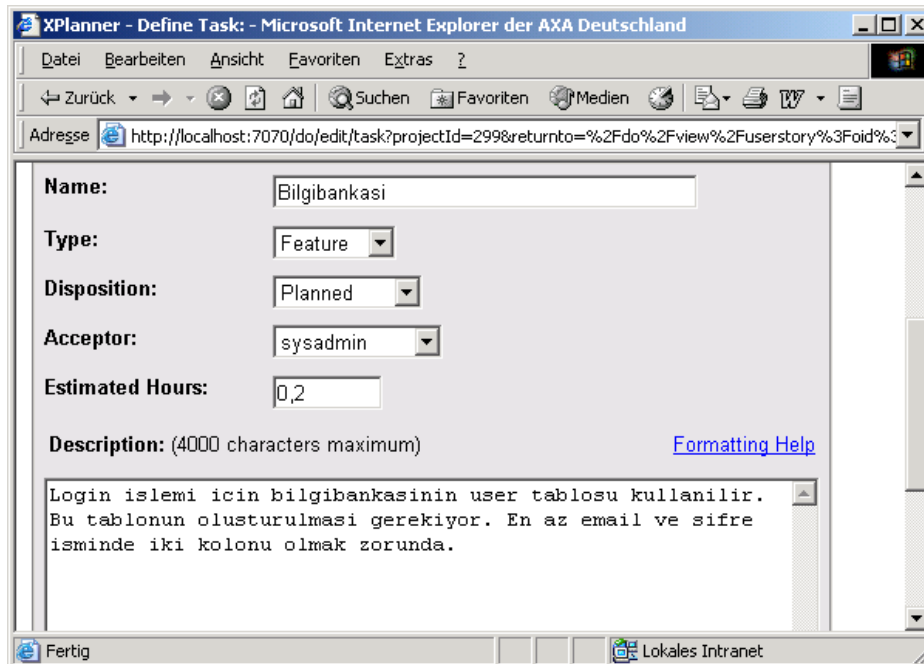 XPlanner - Define Task: - Microsoft Internet Explorer der AXA Deutschland
Datei Bearbeiten Ansicht Favoriten Extras ?
Zurück Suchen Favoriten Medien
Adresse http://localhost:7070/do/edit/task?projectId=299&returnto=%2Fdo%2Fview%2Fuserstory%3Foid%3
Name: Bilgibankasi
Type: Feature
Disposition: Planned
Acceptor: sysadmin
Estimated Hours: 0,2
Description: (4000 characters maximum) Formatting Help
Login islemi icin bilgibankasinin user tablosu kullanilir.
Bu tablonun olusturulmasi gerekiyor. En az email ve sifre
isminde iki kolonu olmak zorunda.
Fertig Lokales Intranet